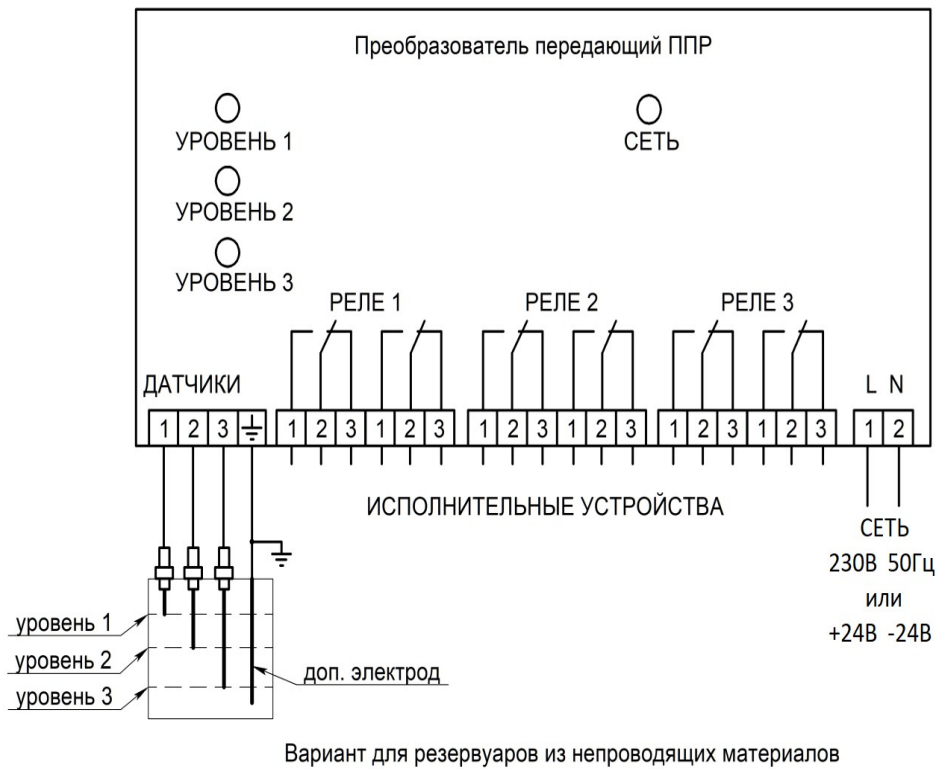 Преобразователь передающий ППР
УРОВЕНЬ 1
СЕТЬ
УРОВЕНЬ 2
УРОВЕНЬ 3
РЕЛЕ 1
РЕЛЕ 2
РЕЛЕ 3
ДАТЧИКИ
L N
1 2 3
1 2 3 1 2 3
1 2 3 1 2 3
1 2 3 1 2 3
1 2
ИСПОЛНИТЕЛЬНЫЕ УСТРОЙСТВА
СЕТЬ
230В 50Гц
или
+24В -24В
уровень 1
уровень 2
уровень 3
доп. электрод
Вариант для резервуаров из непроводящих материалов